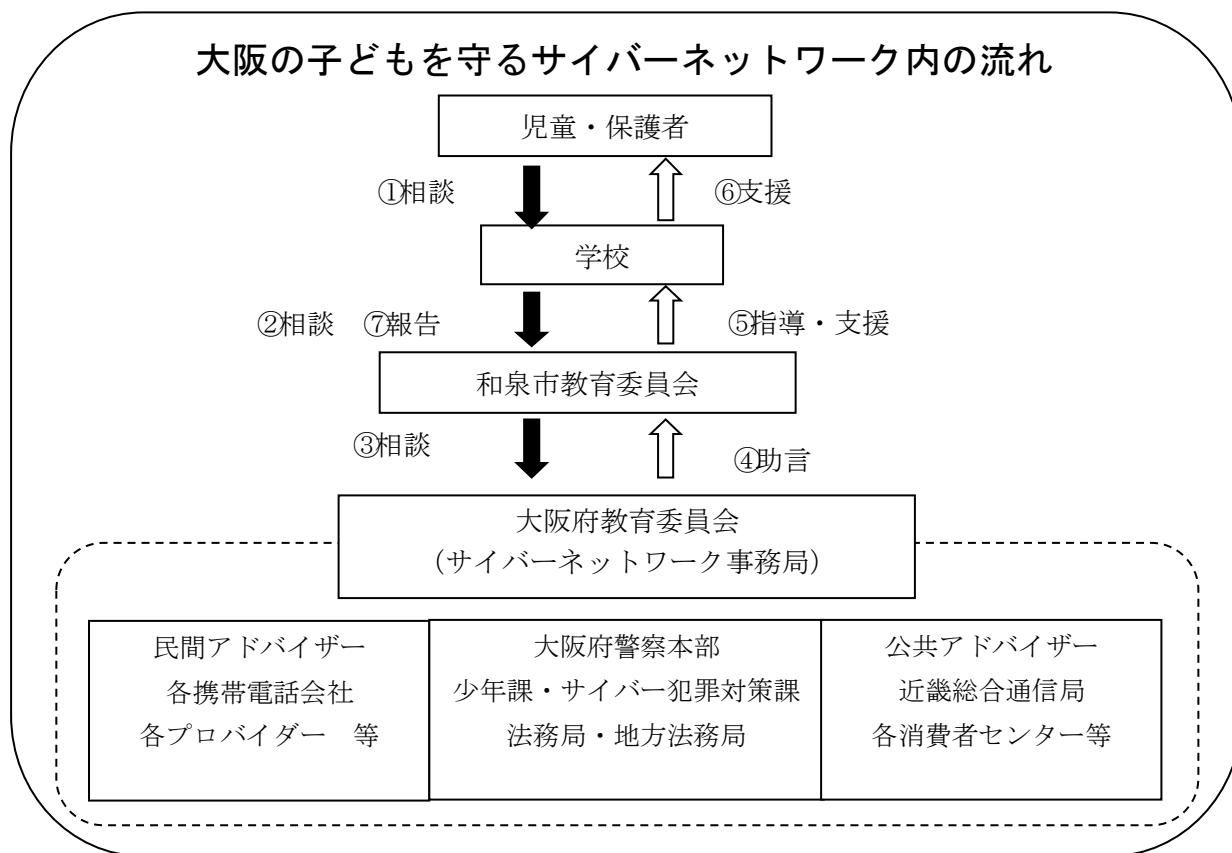 大阪の子どもを守るサイバーネットワーク内の流れ
児童・保護者
①相談
⑥支援
学校
②相談　⑦報告
⑤指導・支援
和泉市教育委員会
③相談
④助言
大阪府教育委員会
（サイバーネットワーク事務局）
民間アドバイザー
各携帯電話会社
各プロバイダー　等
大阪府警察本部
少年課・サイバー犯罪対策課
法務局・地方法務局
公共アドバイザー
近畿総合通信局
各消費者センター等